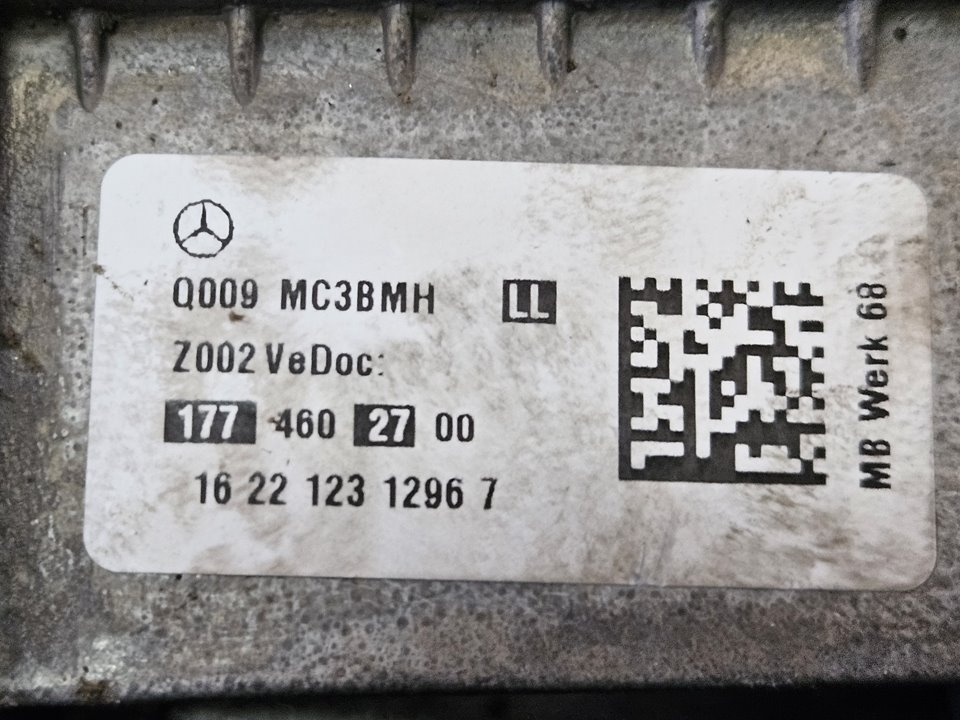 Q009 MC3BMH LL
Z002 VeDoc:
177 460 27 00
16 22 123 1296 7
MB Werk 68